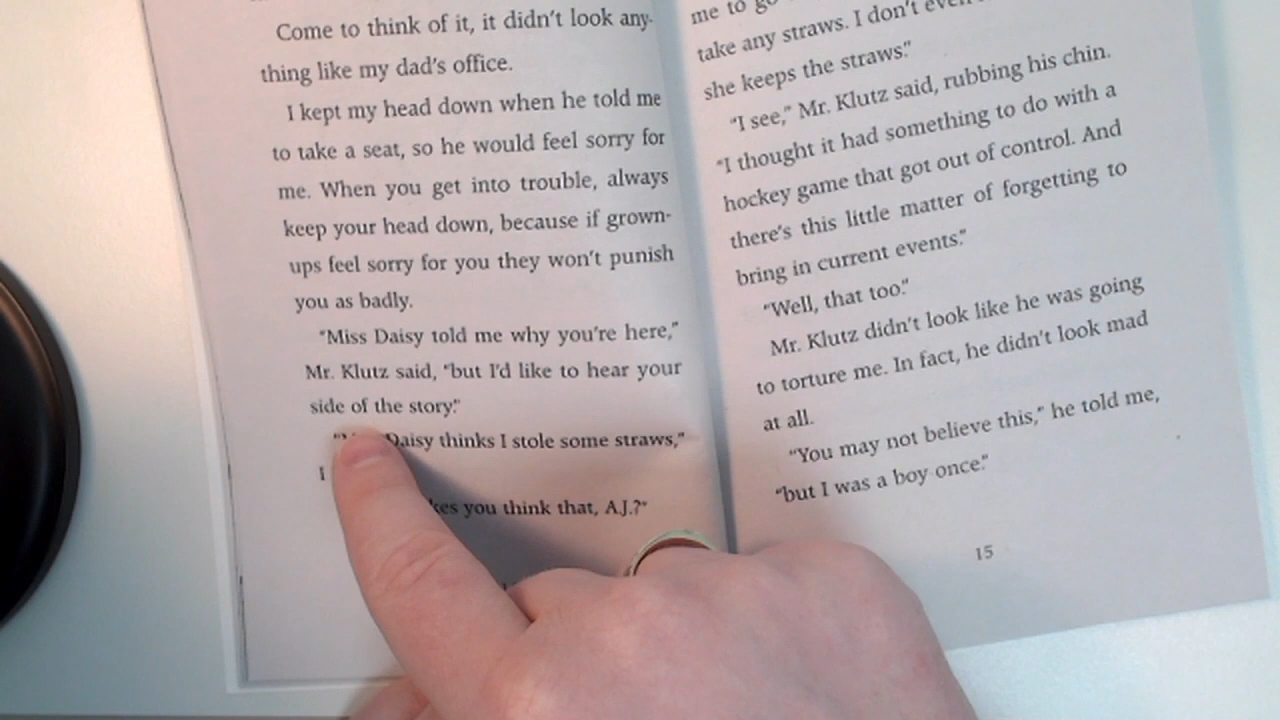 Come to think of it, it didn't look any-
thing like my dad's office.
I kept my head down when he told me
to take a seat, so he would feel sorry for
me. When you get into trouble, always
keep your head down, because if grown-
ups feel sorry for you they won't punish
you as badly.
"Miss Daisy told me why you're here,"
Mr. Klutz said, "but I'd like to hear your
side of the story."
Daisy thinks I stole some straws,"
I
you think that, A.J.?"
me to go
take any straws. I don't even
she keeps the straws."
"I see," Mr. Klutz said, rubbing his chin.
"I thought it had something to do with a
hockey game that got out of control. And
there's this little matter of forgetting to
bring in current events."
"Well, that too."
Mr. Klutz didn't look like he was going
to torture me. In fact, he didn't look mad
at all.
"You may not believe this," he told me,
"but I was a boy once."
15